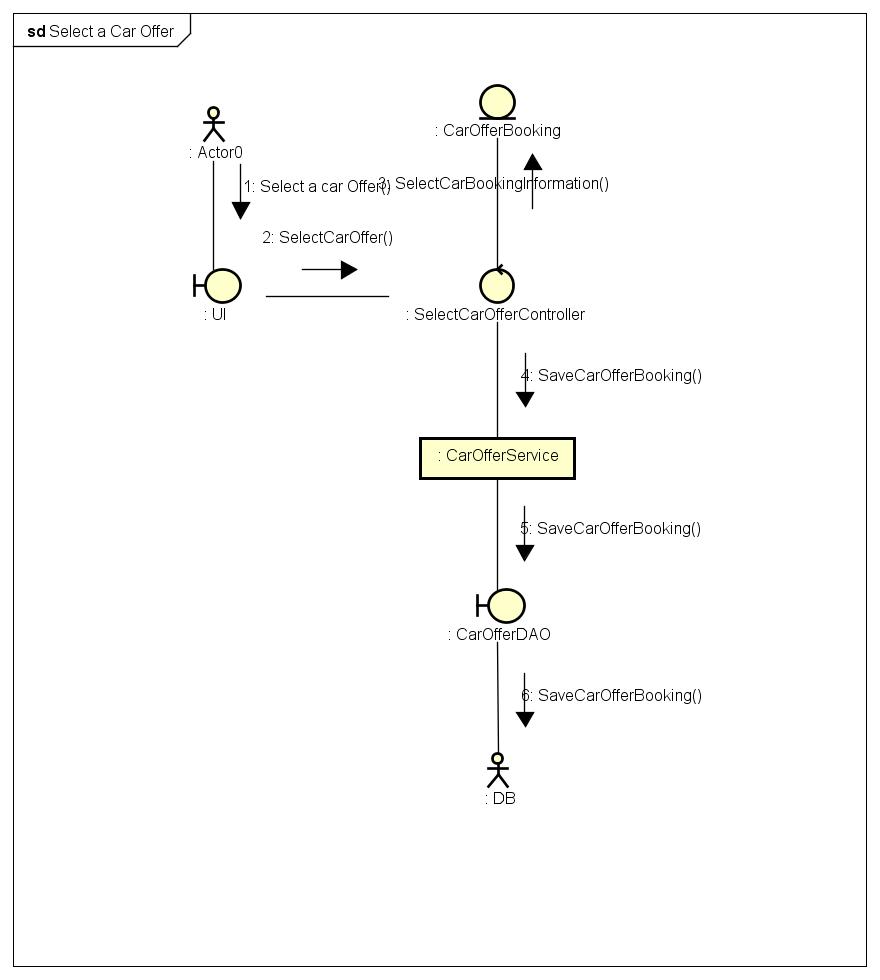 sd Select a Car Offer
: CarOfferBooking
: Actor0
1: Select a car Offer()
3: SelectCarBookingInformation()
2: SelectCarOffer()
: UI
: SelectCarOfferController
4: SaveCarOfferBooking()
: CarOfferService
5: SaveCarOfferBooking()
: CarOfferDAO
6: SaveCarOfferBooking()
: DB